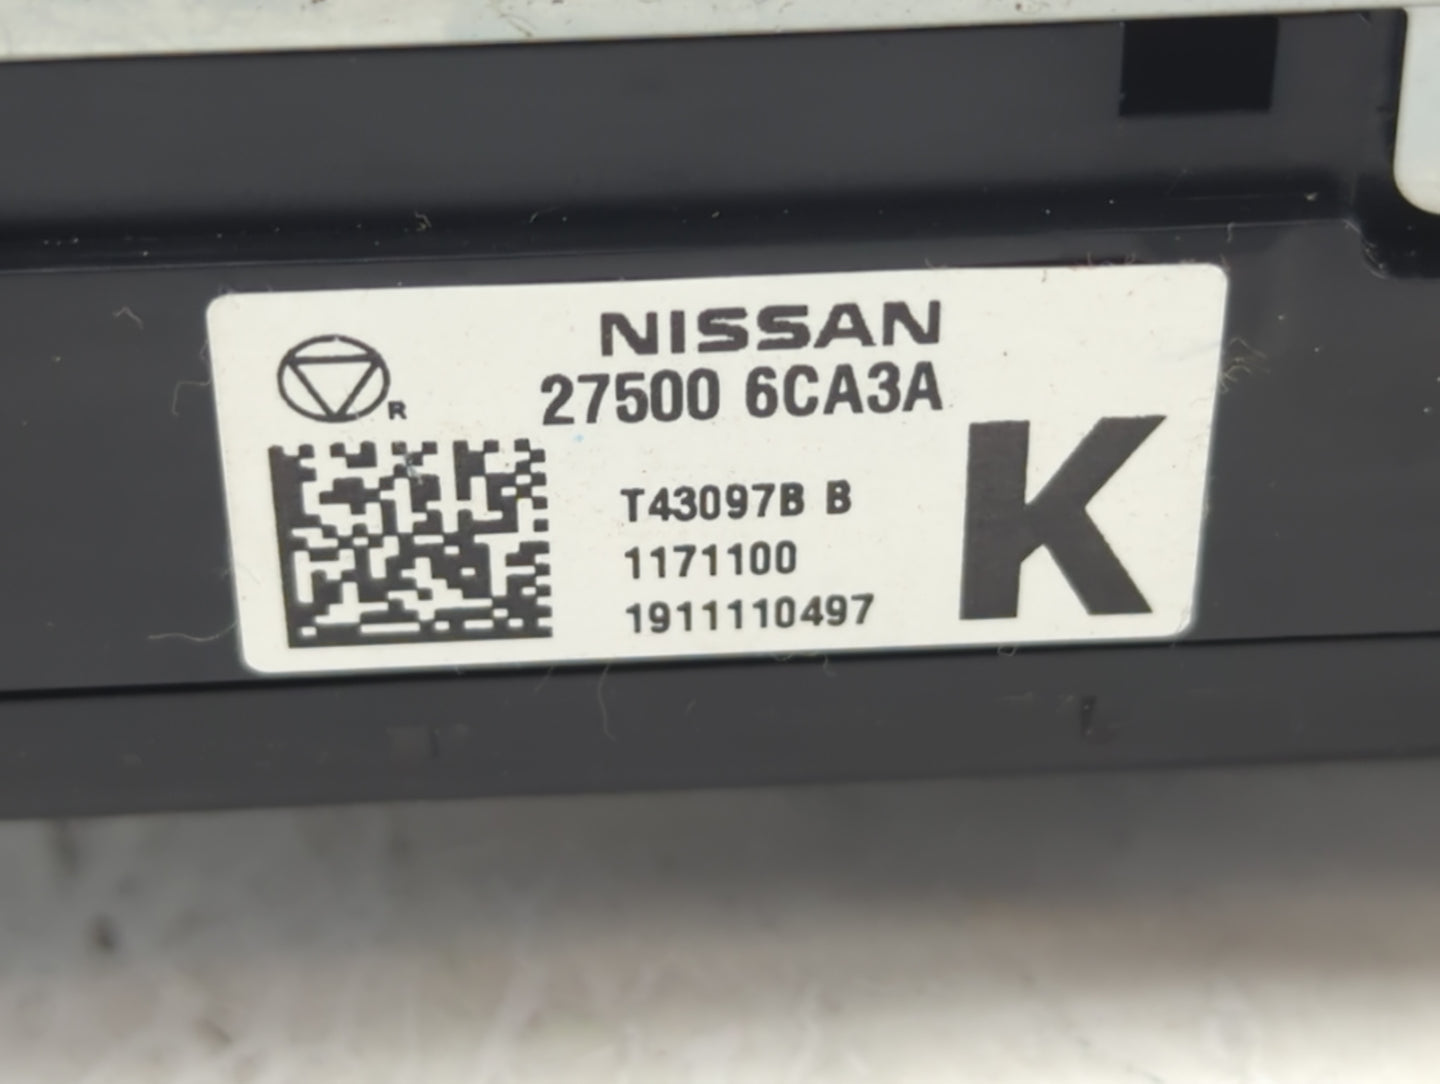 NISSAN
27500 6CA3A
R
T43097B B
1171100
1911110497
K